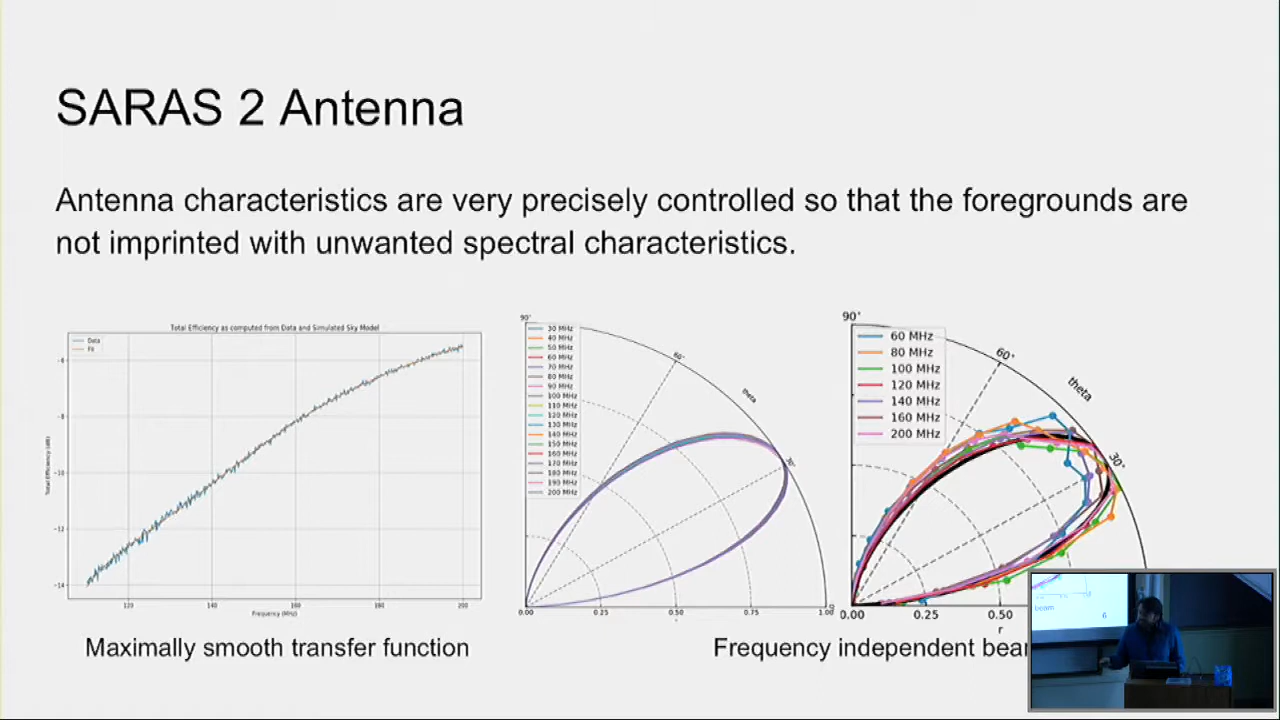 SARAS 2 Antenna
Antenna characteristics are very precisely controlled so that the foregrounds are
not imprinted with unwanted spectral characteristics.
Total Efficiency as computed from Data and Simulated Sky Model
Data
Fit
Total Efficiency (dB)
-6
-8
-10
-12
-14
120
140
160
180
200
Frequency (MHz)
Maximally smooth transfer function
90°
30 MHz
40 MHz
50 MHz
60 MHz
70 MHz
80 MHz
90 MHz
100 MHz
110 MHz
120 MHz
130 MHz
140 MHz
150 MHz
160 MHz
170 MHz
180 MHz
190 MHz
200 MHz
60°
theta
30°
0.00
0.25
0.50
0.75
1.00
90°
60 MHz
80 MHz
100 MHz
120 MHz
140 MHz
160 MHz
200 MHz
60°
theta
30°
0.00
0.25
0.50
r
Frequency independent bea
beam
6